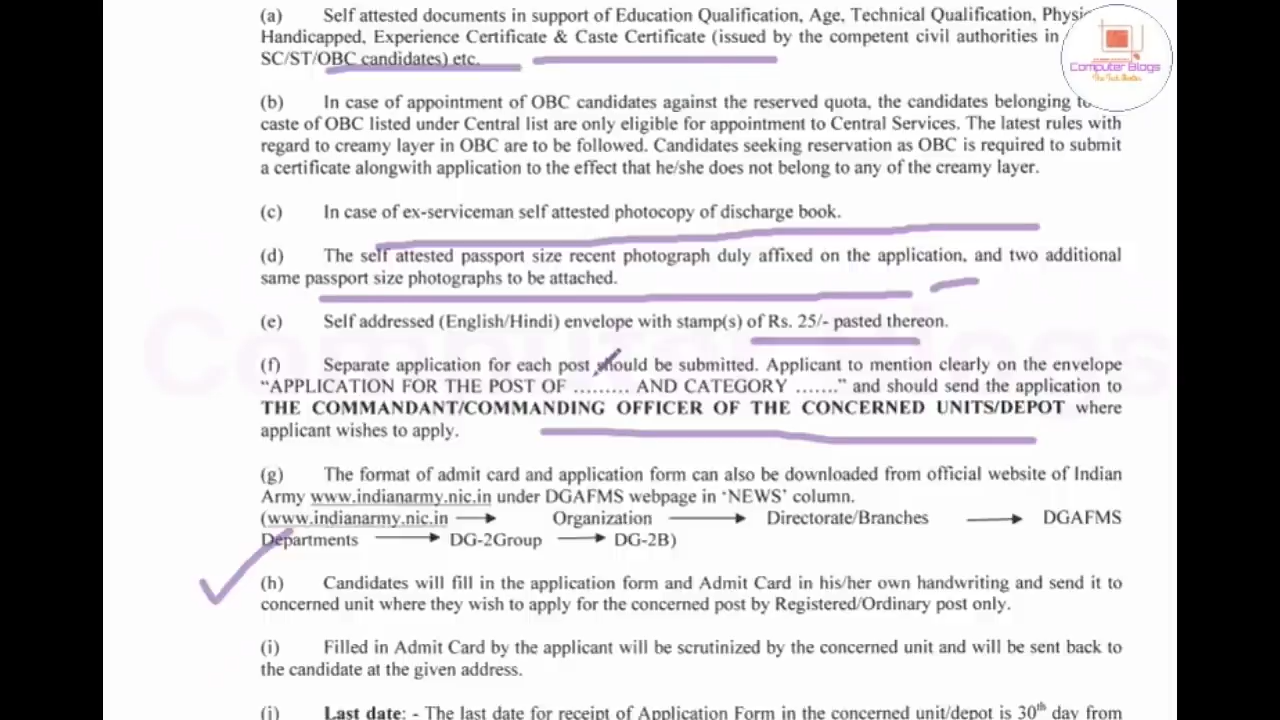 (a) Self attested documents in support of Education Qualification, Age, Technical Qualification,
Handicapped, Experience Certificate & Caste Certificate (issued by the competent civil authorities in
SC/ST/OBC candidates) etc.
Computer Blogs
(b) In case of appointment of OBC candidates against the reserved quota, the candidates belonging
caste of OBC listed under Central list are only eligible for appointment to Central Services. The latest rules with
regard to creamy layer in OBC are to be followed. Candidates seeking reservation as OBC is required to submit
a certificate alongwith application to the effect that he/she does not belong to any of the creamy layer.
(c) In case of ex-serviceman self attested photocopy of discharge book.
(d) The self attested passport size recent photograph duly affixed on the application, and two additional
same passport size photographs to be attached.
(e) Self addressed (English/Hindi) envelope with stamp(s) of Rs. 25/- pasted thereon.
Computer Blogs
(f) Separate application for each post should be submitted. Applicant to mention clearly on the envelope
“APPLICATION FOR THE POST OF ......... AND CATEGORY .......” and should send the application to
THE COMMANDANT/COMMANDING OFFICER OF THE CONCERNED UNITS/DEPOT where
applicant wishes to apply.
(g) The format of admit card and application form can also be downloaded from official website of Indian
Army www.indianarmy.nic.in under DGAFMS webpage in ‘NEWS’ column.
(www.indianarmy.nic.in → Organization → Directorate/Branches → DGAFMS
Departments → DG-2Group → DG-2B)
(h) Candidates will fill in the application form and Admit Card in his/her own handwriting and send it to
concerned unit where they wish to apply for the concerned post by Registered/Ordinary post only.
(i) Filled in Admit Card by the applicant will be scrutinized by the concerned unit and will be sent back to
the candidate at the given address.
(j) Last date: - The last date for receipt of Application Form in the concerned unit/depot is 30th day from